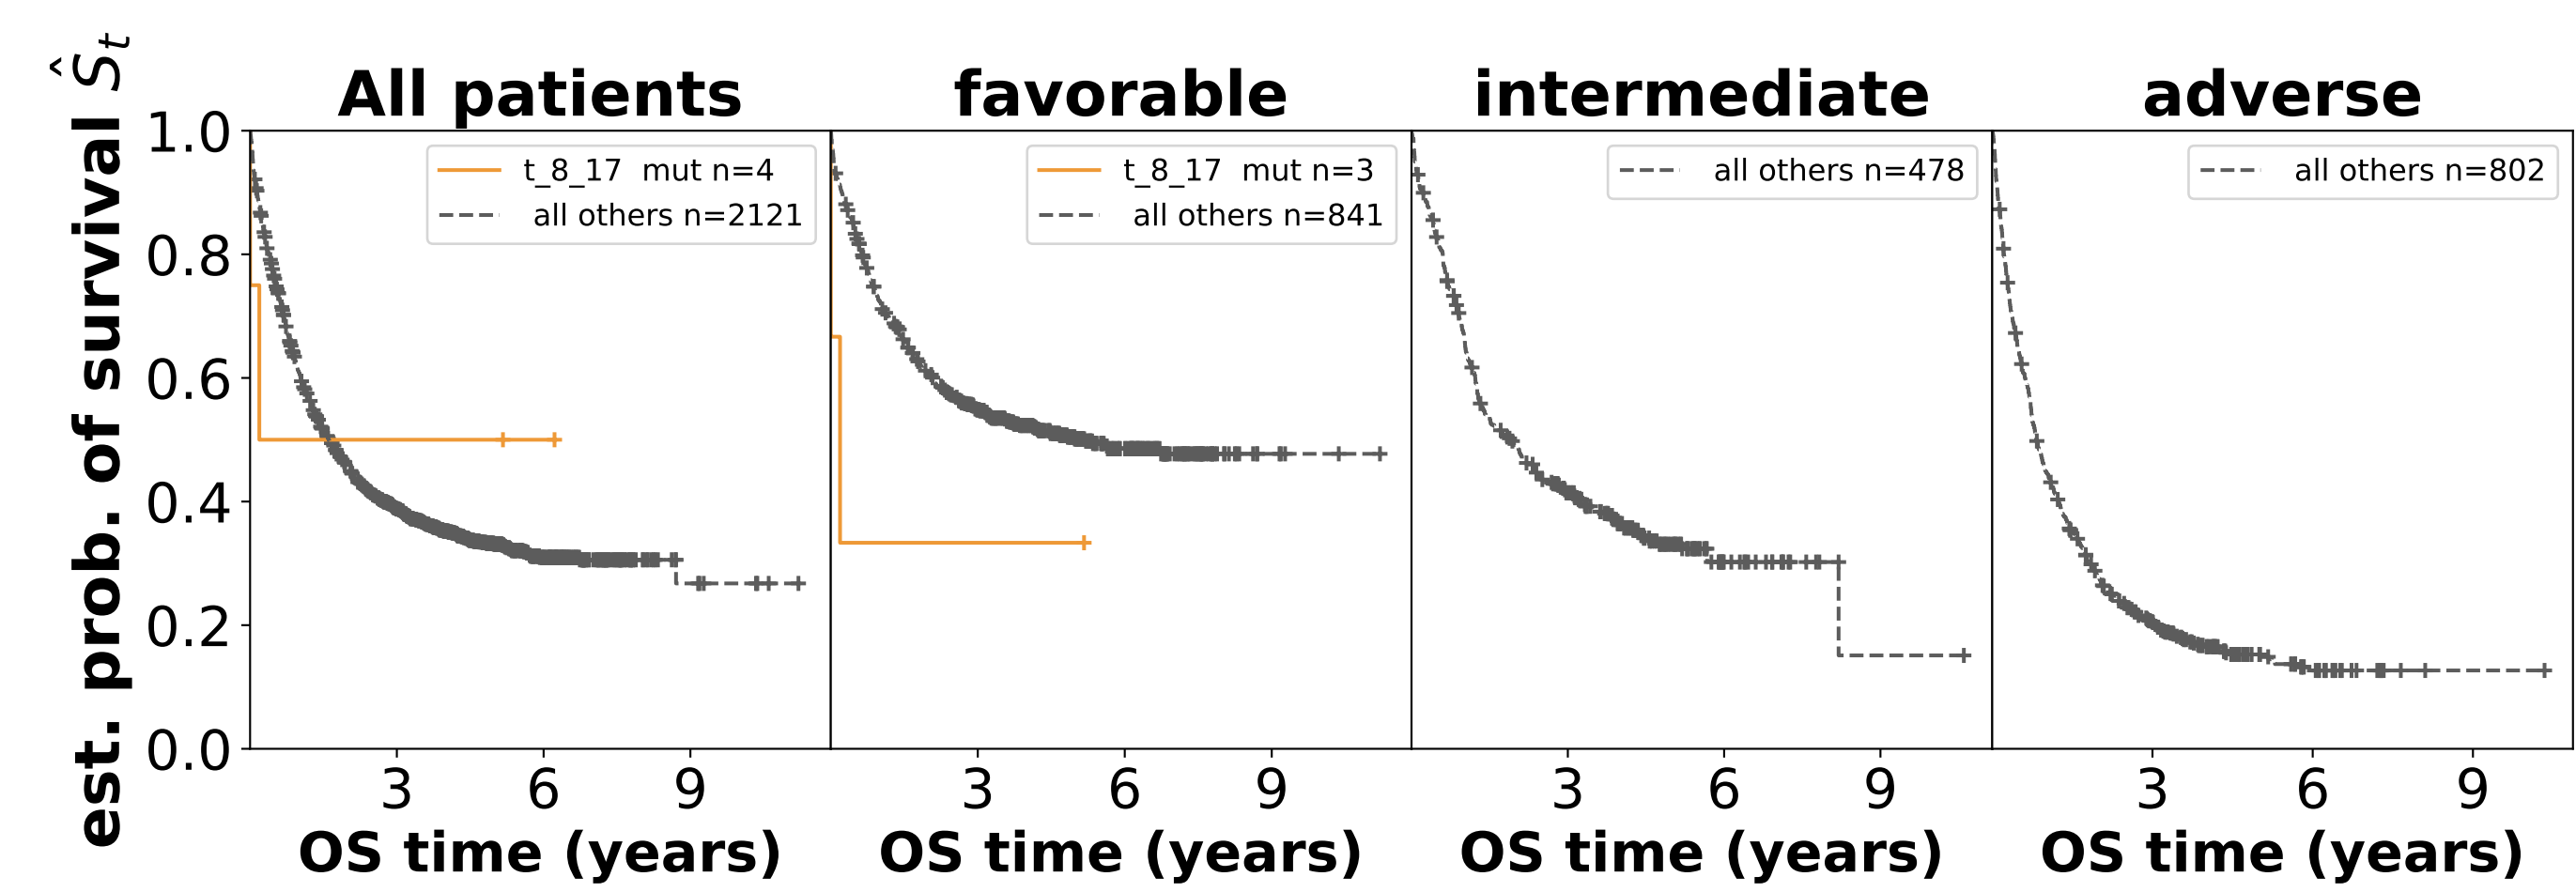 est. prob. of survival Ŝ_t
All patients
favorable
intermediate
adverse
1.0
0.8
0.6
0.4
0.2
0.0
t_8_17 mut n=4
all others n=2121
t_8_17 mut n=3
all others n=841
all others n=478
all others n=802
3 6 9
3 6 9
3 6 9
3 6 9
OS time (years)
OS time (years)
OS time (years)
OS time (years)